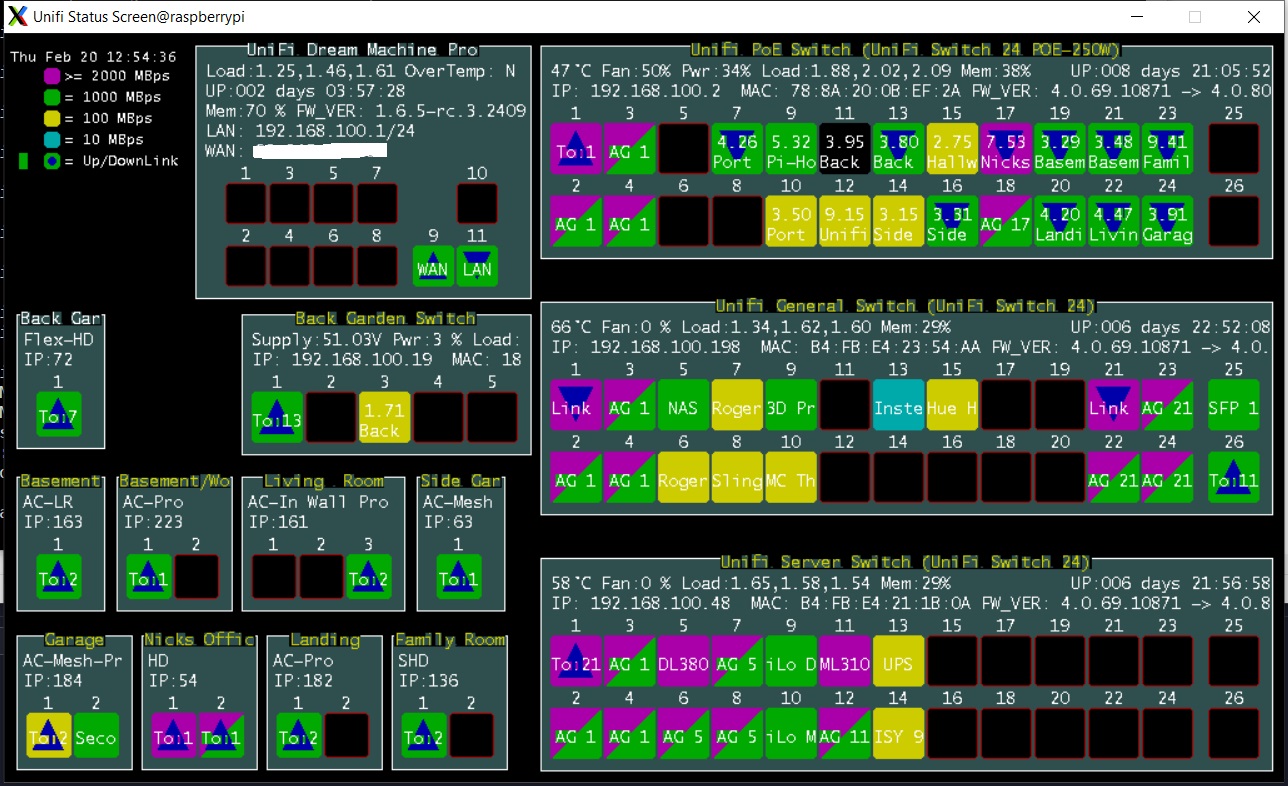 Unifi Status Screen@raspberrypi
Thu Feb 20 12:54:36
>= 2000 MBps
= 1000 MBps
= 100 MBps
= 10 MBps
= Up/DownLink
UniFi Dream Machine Pro
Load:1.25,1.46,1.61 OverTemp: N
UP:002 days 03:57:28
Mem:70 % FW_VER: 1.6.5-rc.3.2409
LAN: 192.168.100.1/24
WAN:
1 3 5 7 10
2 4 6 8 9 11
WAN LAN
Unifi PoE Switch (UniFi Switch 24 POE-250W)
47°C Fan:50% Pwr:34% Load:1.88,2.02,2.09 Mem:38% UP:008 days 21:05:52
IP: 192.168.100.2 MAC: 78:8A:20:0B:EF:2A FW_VER: 4.0.69.10871 -> 4.0.80
1 3 5 7 9 11 13 15 17 19 21 23 25
4.26 5.32 3.95 3.80 2.75 7.53 3.29 3.48 9.41
To:1 AG 1 Port Pi-Ho Back Back Hallw Nicks Basem Basem Famil
2 4 6 8 10 12 14 16 18 20 22 24 26
3.50 9.15 3.15 3.31 4.20 4.47 3.91
AG 1 AG 1 Port Unifi Side Side AG 17 Landi Livin Garag
Back Gar
Flex-HD
IP:72
1
To:7
Back Garden Switch
Supply:51.03V Pwr:3 % Load:
IP: 192.168.100.19 MAC: 18
1 2 3 4 5
To:13 1.71 Back
Unifi General Switch (UniFi Switch 24)
66°C Fan:0 % Load:1.34,1.62,1.60 Mem:29% UP:006 days 22:52:08
IP: 192.168.100.198 MAC: B4:FB:E4:23:54:AA FW_VER: 4.0.69.10871 -> 4.0.
1 3 5 7 9 11 13 15 17 19 21 23 25
Link AG 1 NAS Roger 3D Pr Inste Hue H Link AG 21 SFP 1
2 4 6 8 10 12 14 16 18 20 22 24 26
AG 1 AG 1 Roger Sling MC Th AG 21 AG 21 To:11
Basement
AC-LR
IP:163
1
To:2
Basement/Wo
AC-Pro
IP:223
1 2
To:1
Living Room
AC-In Wall Pro
IP:161
1 2 3
To:2
Side Gar
AC-Mesh
IP:63
1
To:1
Unifi Server Switch (UniFi Switch 24)
58°C Fan:0 % Load:1.65,1.58,1.54 Mem:29% UP:006 days 21:56:58
IP: 192.168.100.48 MAC: B4:FB:E4:21:1B:0A FW_VER: 4.0.69.10871 -> 4.0.8
1 3 5 7 9 11 13 15 17 19 21 23 25
To:21 AG 1 DL380 AG 5 iLo D ML310 UPS
2 4 6 8 10 12 14 16 18 20 22 24 26
AG 1 AG 1 AG 5 AG 5 iLo M AG 11 ISY 9
Garage
AC-Mesh-Pr
IP:184
1 2
To:2 Seco
Nicks Offic
HD
IP:54
1 2
To:1 To:1
Landing
AC-Pro
IP:182
1 2
To:2
Family Room
SHD
IP:136
1 2
To:2